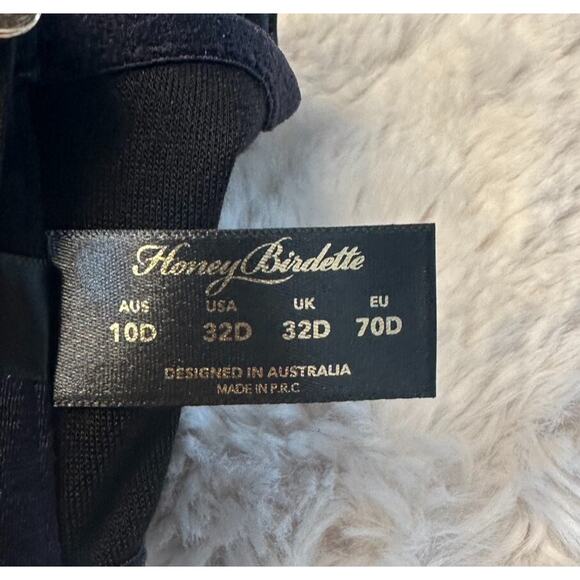 Honey Birdette
AUS USA UK EU
10D 32D 32D 70D
DESIGNED IN AUSTRALIA
MADE IN P.R.C